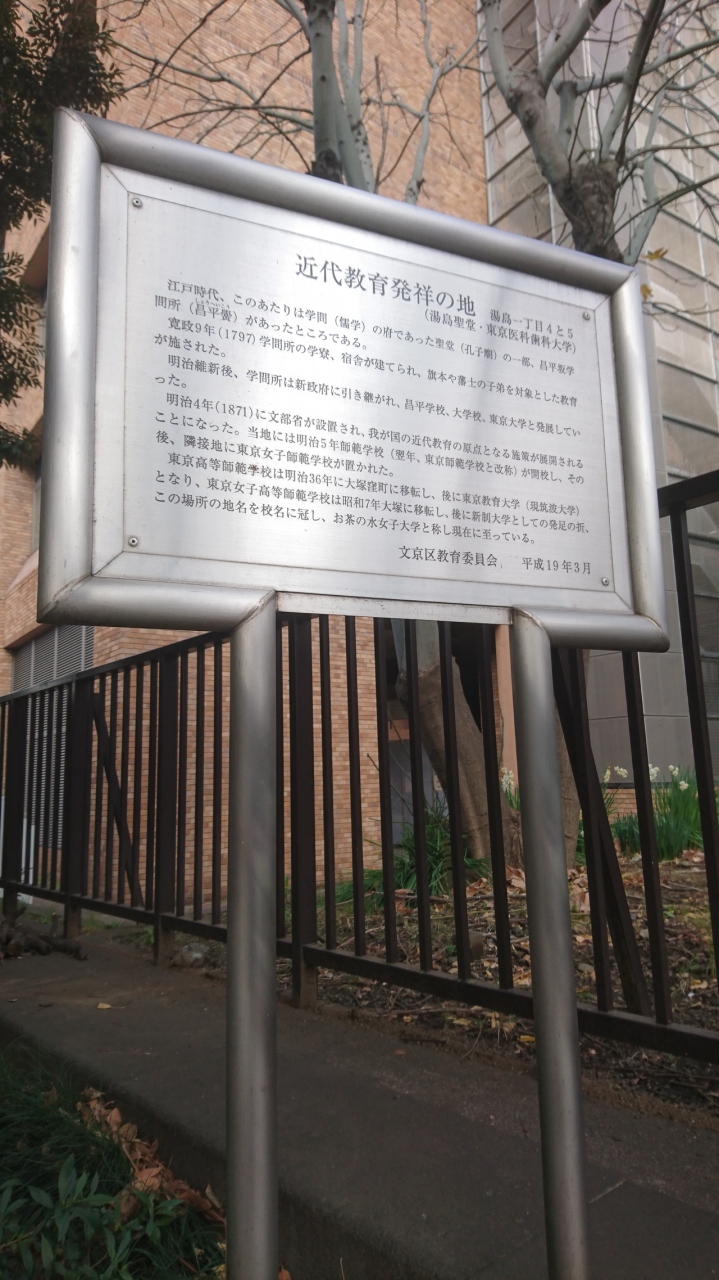 近代教育発祥の地 湯島一丁目4と5
(湯島聖堂・東京医科歯科大学)
江戸時代、このあたりは学問(儒学)の府であった聖堂(孔子廟)の一部、昌平坂学
問所(昌平黌)があったところである。
寛政9年(1797)学問所の学寮、宿舎が建てられ、旗本や藩士の子弟を対象とした教育
が施された。
明治維新後、学問所は新政府に引き継がれ、昌平学校、大学校、東京大学と発展してい
った。
明治4年(1871)に文部省が設置され、我が国の近代教育の原点となる施策が展開される
ことになった。当地には明治5年師範学校(翌年、東京師範学校と改称)が開校し、その
後、隣接地に東京女子師範学校が置かれた。
東京高等師範学校は明治36年に大塚窪町に移転し、後に東京教育大学(現筑波大学)
となり、東京女子高等師範学校は昭和7年大塚に移転し、後に新制大学としての発足の折、
この場所の地名を校名に冠し、お茶の水女子大学と称し現在に至っている。
文京区教育委員会 平成19年3月